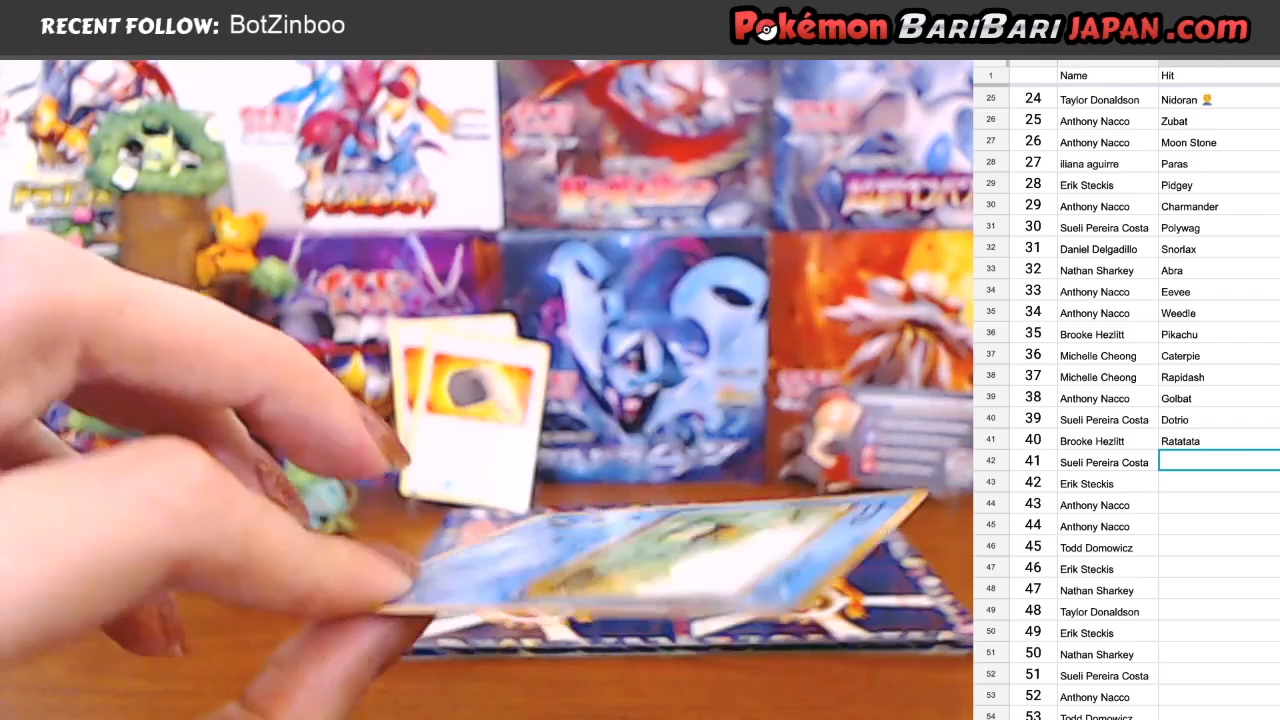 RECENT FOLLOW: BotZinboo
Pokémon BARIBARI JAPAN.com
1 Name Hit
25 24 Taylor Donaldson Nidoran 🤦‍♂️
26 25 Anthony Nacco Zubat
27 26 Anthony Nacco Moon Stone
28 27 iliana aguirre Paras
29 28 Erik Steckis Pidgey
30 29 Anthony Nacco Charmander
31 30 Sueli Pereira Costa Polywag
32 31 Daniel Delgadillo Snorlax
33 32 Nathan Sharkey Abra
34 33 Anthony Nacco Eevee
35 34 Anthony Nacco Weedle
36 35 Brooke Hezlitt Pikachu
37 36 Michelle Cheong Caterpie
38 37 Michelle Cheong Rapidash
39 38 Anthony Nacco Golbat
40 39 Sueli Pereira Costa Dotrio
41 40 Brooke Hezlitt Ratatata
42 41 Sueli Pereira Costa
43 42 Erik Steckis
44 43 Anthony Nacco
45 44 Anthony Nacco
46 45 Todd Domowicz
47 46 Erik Steckis
48 47 Nathan Sharkey
49 48 Taylor Donaldson
50 49 Erik Steckis
51 50 Nathan Sharkey
52 51 Sueli Pereira Costa
53 52 Anthony Nacco
54 53 Todd Domowicz